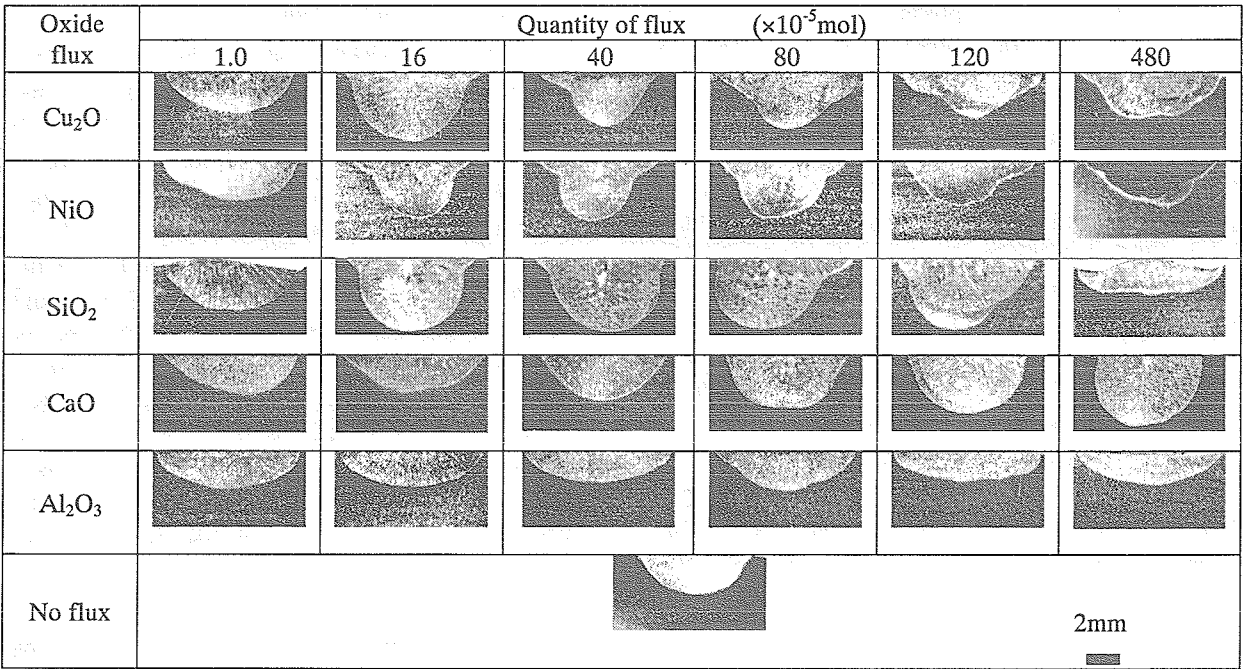 Oxide flux
Quantity of flux (×10⁻⁵mol)
1.0 16 40 80 120 480
Cu₂O
NiO
SiO₂
CaO
Al₂O₃
No flux
2mm